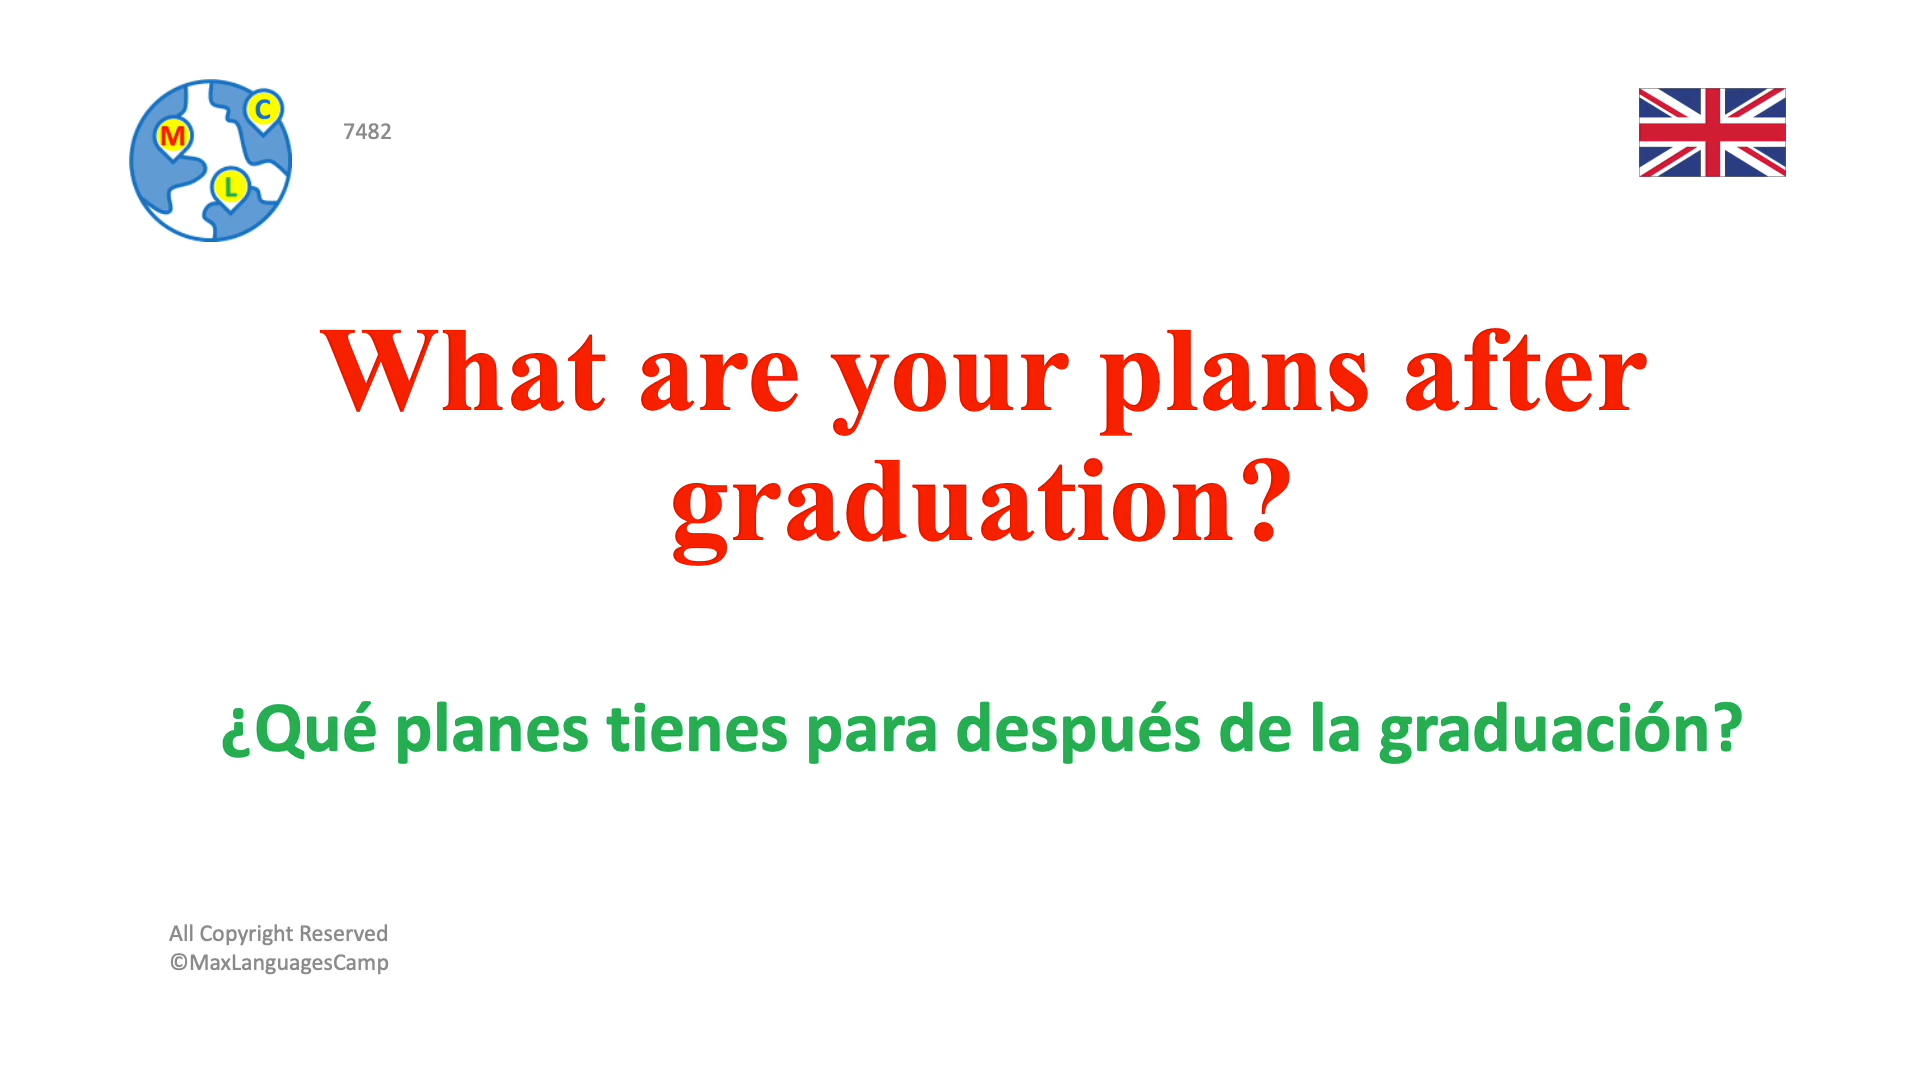 M
C
L
7482
What are your plans after
graduation?
¿Qué planes tienes para después de la graduación?
All Copyright Reserved
©MaxLanguagesCamp